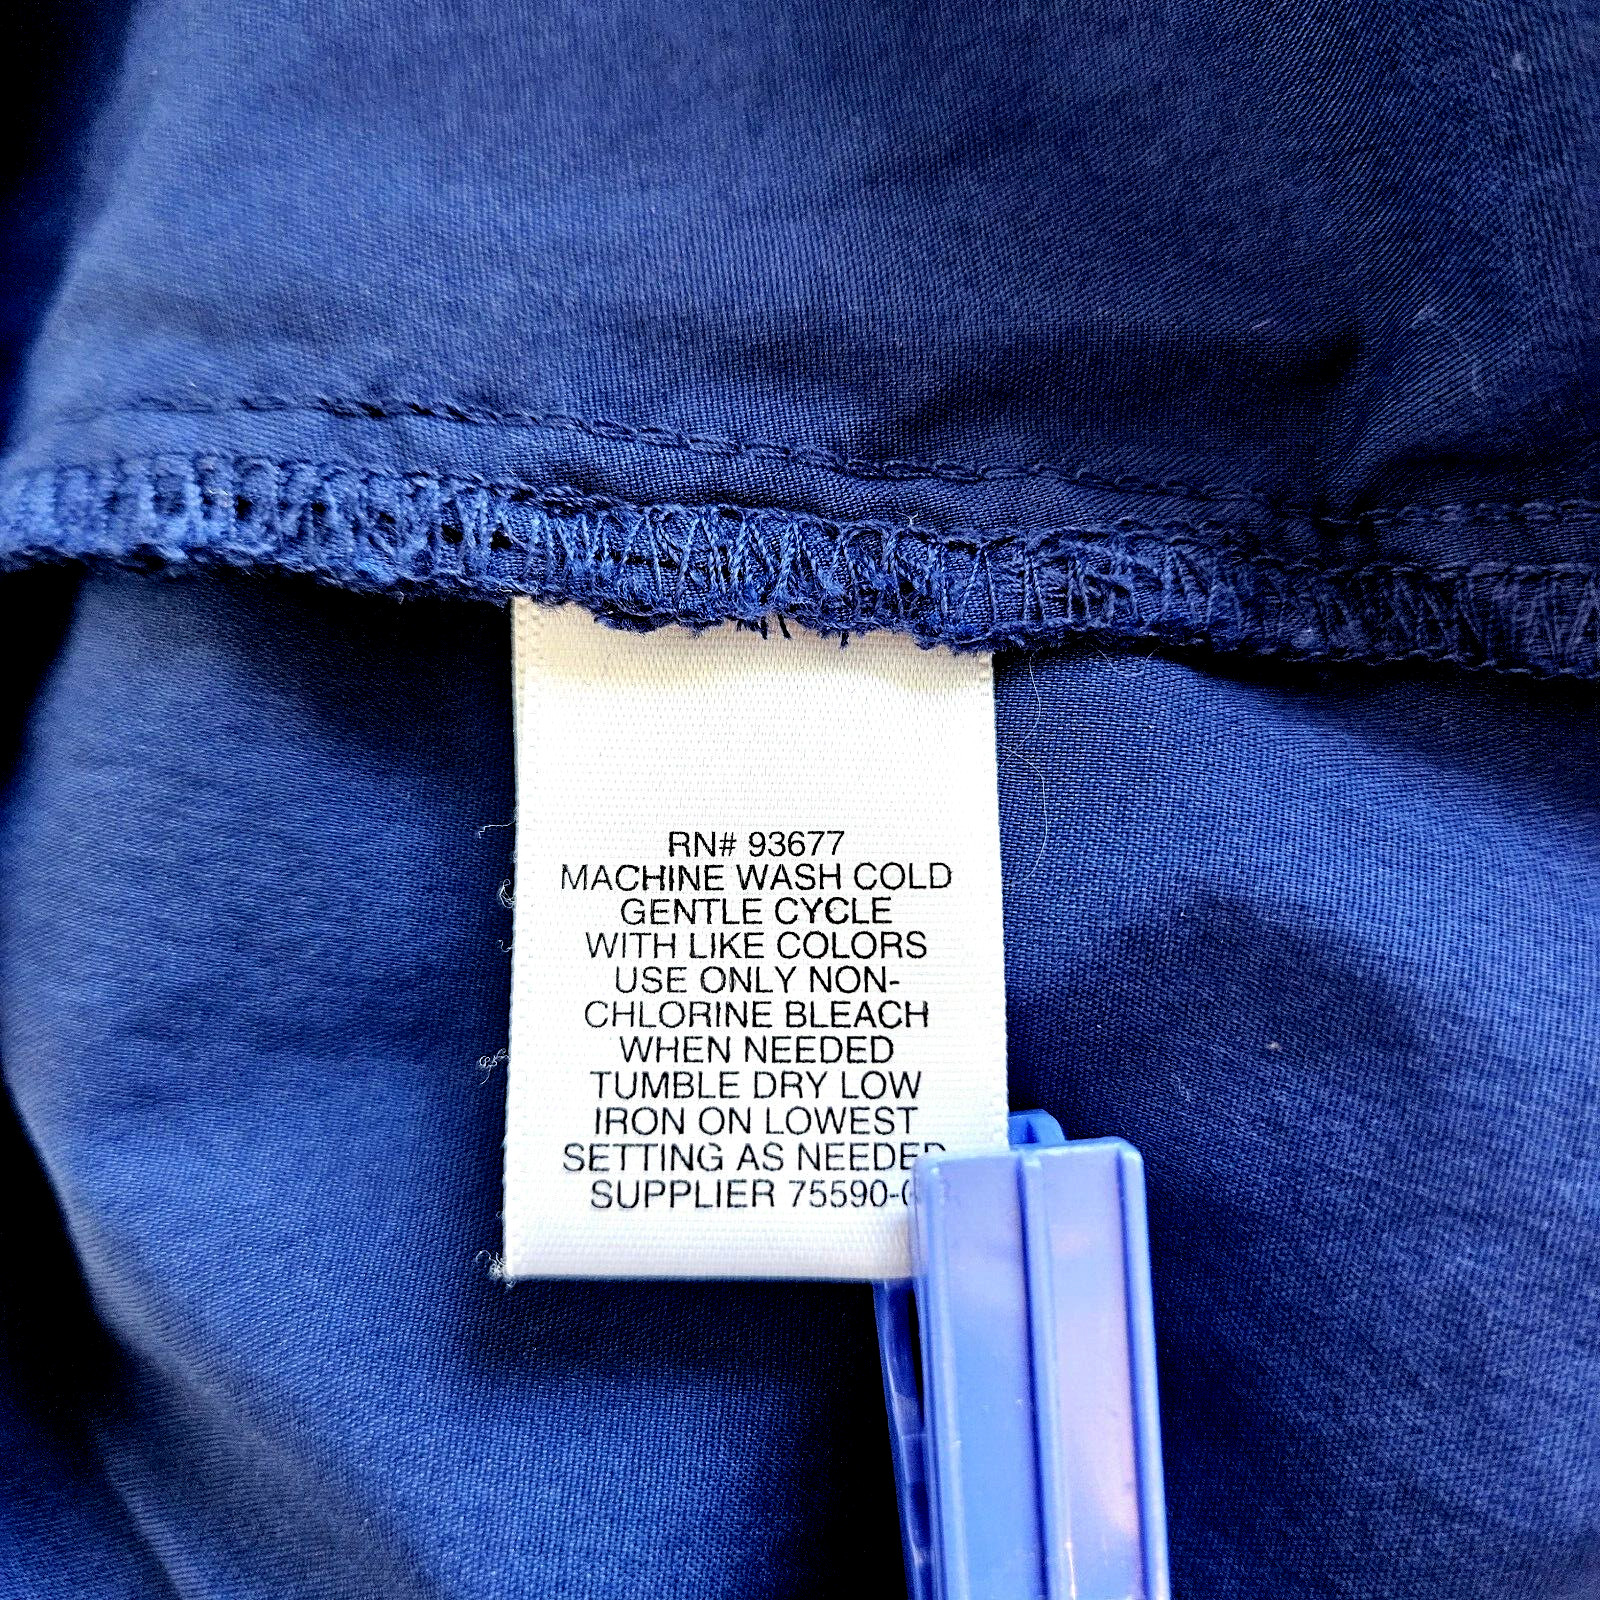 RN# 93677
MACHINE WASH COLD
GENTLE CYCLE
WITH LIKE COLORS
USE ONLY NON-
CHLORINE BLEACH
WHEN NEEDED
TUMBLE DRY LOW
IRON ON LOWEST
SETTING AS NEEDED
SUPPLIER 75590-